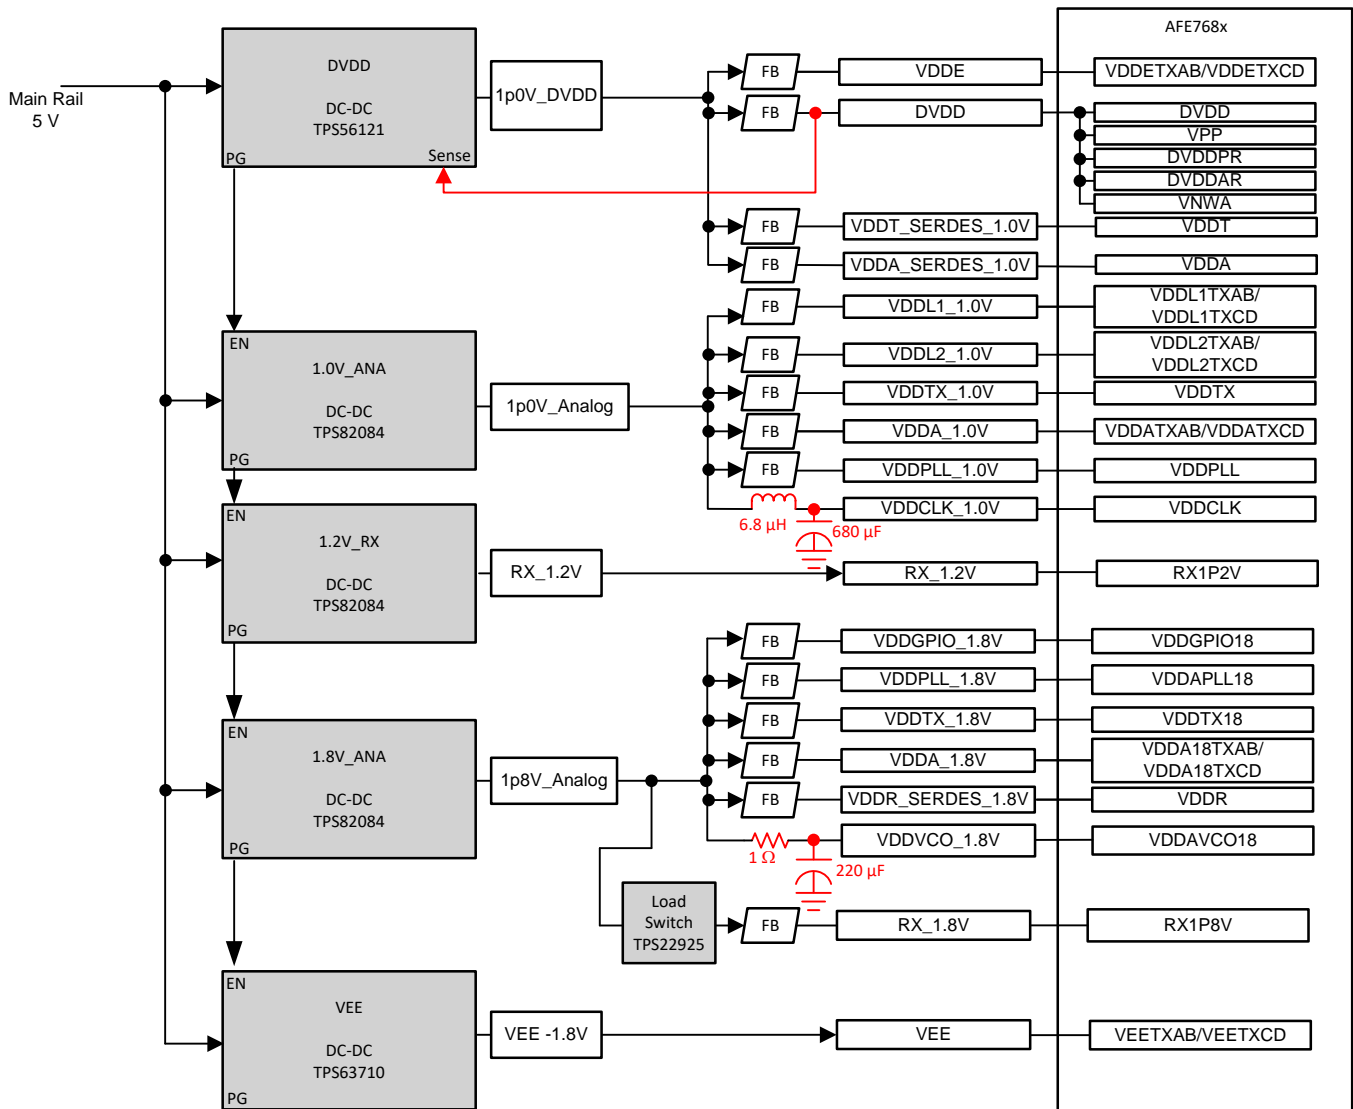 AFE768x
Main Rail
5 V
DVDD
DC-DC
TPS56121
PG
Sense
1p0V_DVDD
FB
VDDE
VDDETXAB/VDDETXCD
FB
DVDD
DVDD
VPP
DVDDPR
DVDDAR
VNWA
FB
VDDT_SERDES_1.0V
VDDT
FB
VDDA_SERDES_1.0V
VDDA
EN
1.0V_ANA
DC-DC
TPS82084
PG
1p0V_Analog
FB
VDDL1_1.0V
VDDL1TXAB/
VDDL1TXCD
FB
VDDL2_1.0V
VDDL2TXAB/
VDDL2TXCD
FB
VDDTX_1.0V
VDDTX
FB
VDDA_1.0V
VDDATXAB/VDDATXCD
FB
VDDPLL_1.0V
VDDPLL
6.8 µH
680 µF
VDDCLK_1.0V
VDDCLK
EN
1.2V_RX
DC-DC
TPS82084
PG
RX_1.2V
RX_1.2V
RX1P2V
EN
1.8V_ANA
DC-DC
TPS82084
PG
1p8V_Analog
FB
VDDGPIO_1.8V
VDDGPIO18
FB
VDDPLL_1.8V
VDDAPLL18
FB
VDDTX_1.8V
VDDTX18
FB
VDDA_1.8V
VDDA18TXAB/
VDDA18TXCD
FB
VDDR_SERDES_1.8V
VDDR
1 Ω
220 µF
VDDVCO_1.8V
VDDAVCO18
Load
Switch
TPS22925
FB
RX_1.8V
RX1P8V
EN
VEE
DC-DC
TPS63710
PG
VEE -1.8V
VEE
VEETXAB/VEETXCD